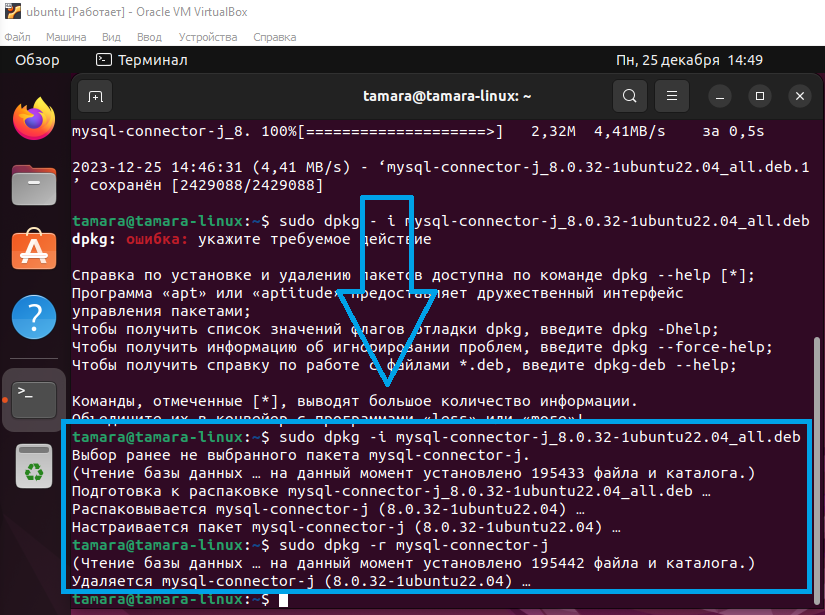 ubuntu [Работает] - Oracle VM VirtualBox
Файл Машина Вид Ввод Устройства Справка
Обзор Терминал Пн, 25 декабря 14:49
tamara@tamara-linux: ~
mysql-connector-j_8. 100%[===================>] 2,32M 4,41MB/s за 0,5s
2023-12-25 14:46:31 (4,41 MB/s) - ‘mysql-connector-j_8.0.32-1ubuntu22.04_all.deb.1
’ сохранён [2429088/2429088]
tamara@tamara-linux:~$ sudo dpkg - i mysql-connector-j_8.0.32-1ubuntu22.04_all.deb
dpkg: ошибка: укажите требуемое действие
Справка по установке и удалению пакетов доступна по команде dpkg --help [*];
Программа «apt» или «aptitude» предоставляет дружественный интерфейс
управления пакетами;
Чтобы получить список значений флагов отладки dpkg, введите dpkg -Dhelp;
Чтобы получить информацию об игнорировании проблем, введите dpkg --force-help;
Чтобы получить справку по работе с файлами *.deb, введите dpkg-deb --help;
Команды, отмеченные [*], выводят большое количество информации.
Объедините их в конвейер с программами «less» или «more»!
tamara@tamara-linux:~$ sudo dpkg -i mysql-connector-j_8.0.32-1ubuntu22.04_all.deb
Выбор ранее не выбранного пакета mysql-connector-j.
(Чтение базы данных … на данный момент установлено 195433 файла и каталога.)
Подготовка к распаковке mysql-connector-j_8.0.32-1ubuntu22.04_all.deb …
Распаковывается mysql-connector-j (8.0.32-1ubuntu22.04) …
Настраивается пакет mysql-connector-j (8.0.32-1ubuntu22.04) …
tamara@tamara-linux:~$ sudo dpkg -r mysql-connector-j
(Чтение базы данных … на данный момент установлено 195442 файла и каталога.)
Удаляется mysql-connector-j (8.0.32-1ubuntu22.04) …
tamara@tamara-linux:~$